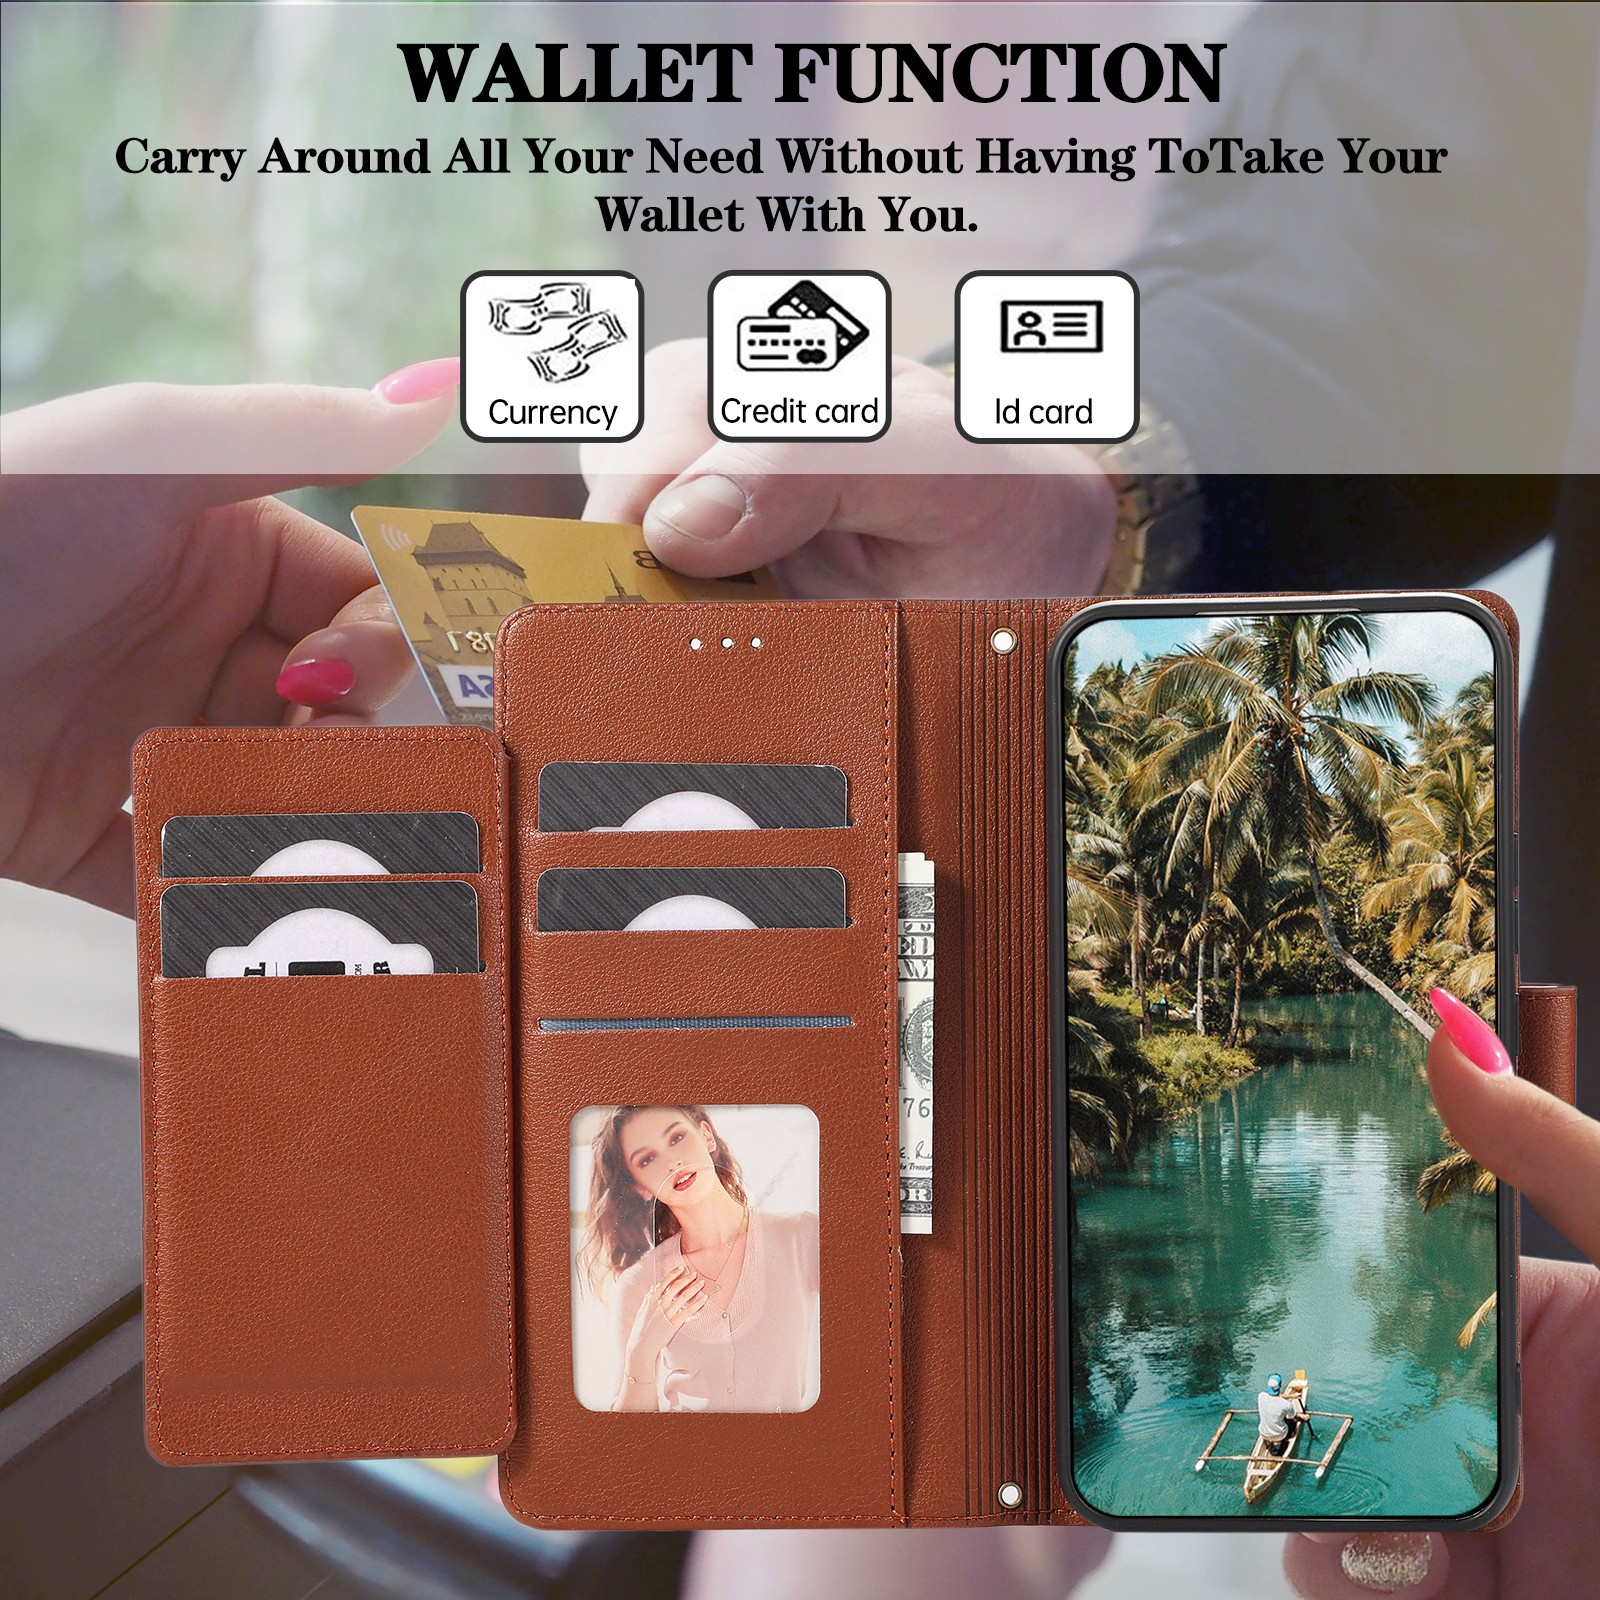 WALLET FUNCTION
Carry Around All Your Need Without Having ToTake Your
Wallet With You.
Currency
Credit card
Id card
76